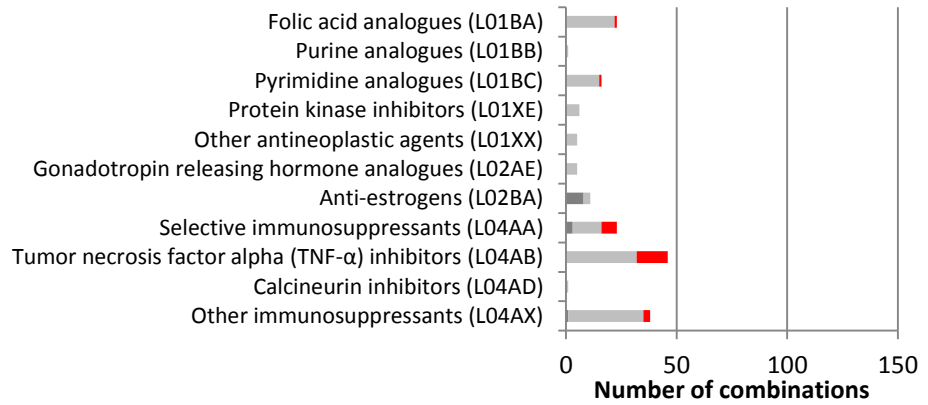 Folic acid analogues (L01BA)
Purine analogues (L01BB)
Pyrimidine analogues (L01BC)
Protein kinase inhibitors (L01XE)
Other antineoplastic agents (L01XX)
Gonadotropin releasing hormone analogues (L02AE)
Anti-estrogens (L02BA)
Selective immunosuppressants (L04AA)
Tumor necrosis factor alpha (TNF-α) inhibitors (L04AB)
Calcineurin inhibitors (L04AD)
Other immunosuppressants (L04AX)
0 50 100 150
Number of combinations